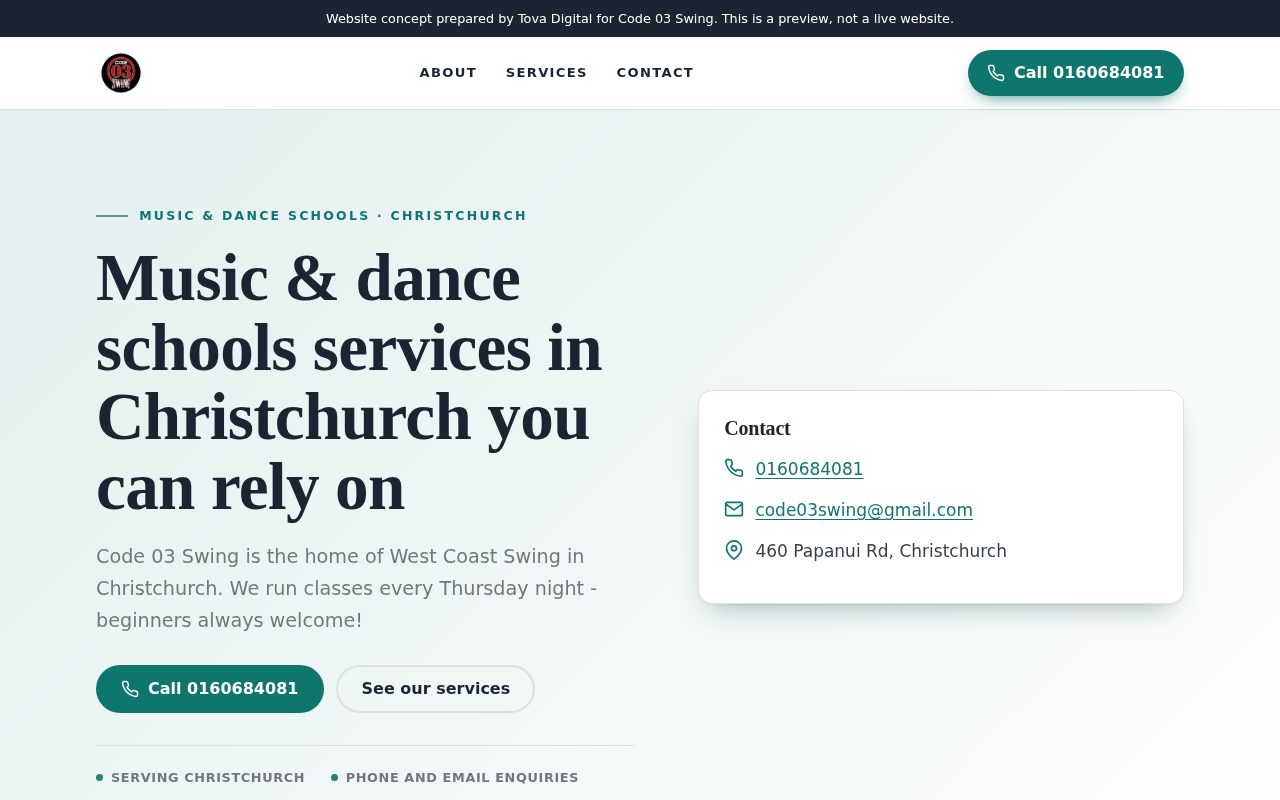 Website concept prepared by Tova Digital for Code 03 Swing. This is a preview, not a live website.
CODE
03
SWING
ABOUT
SERVICES
CONTACT
Call 0160684081
MUSIC & DANCE SCHOOLS · CHRISTCHURCH
Music & dance
schools services in
Christchurch you
can rely on
Code 03 Swing is the home of West Coast Swing in
Christchurch. We run classes every Thursday night -
beginners always welcome!
Call 0160684081
See our services
SERVING CHRISTCHURCH
PHONE AND EMAIL ENQUIRIES
Contact
0160684081
code03swing@gmail.com
460 Papanui Rd, Christchurch